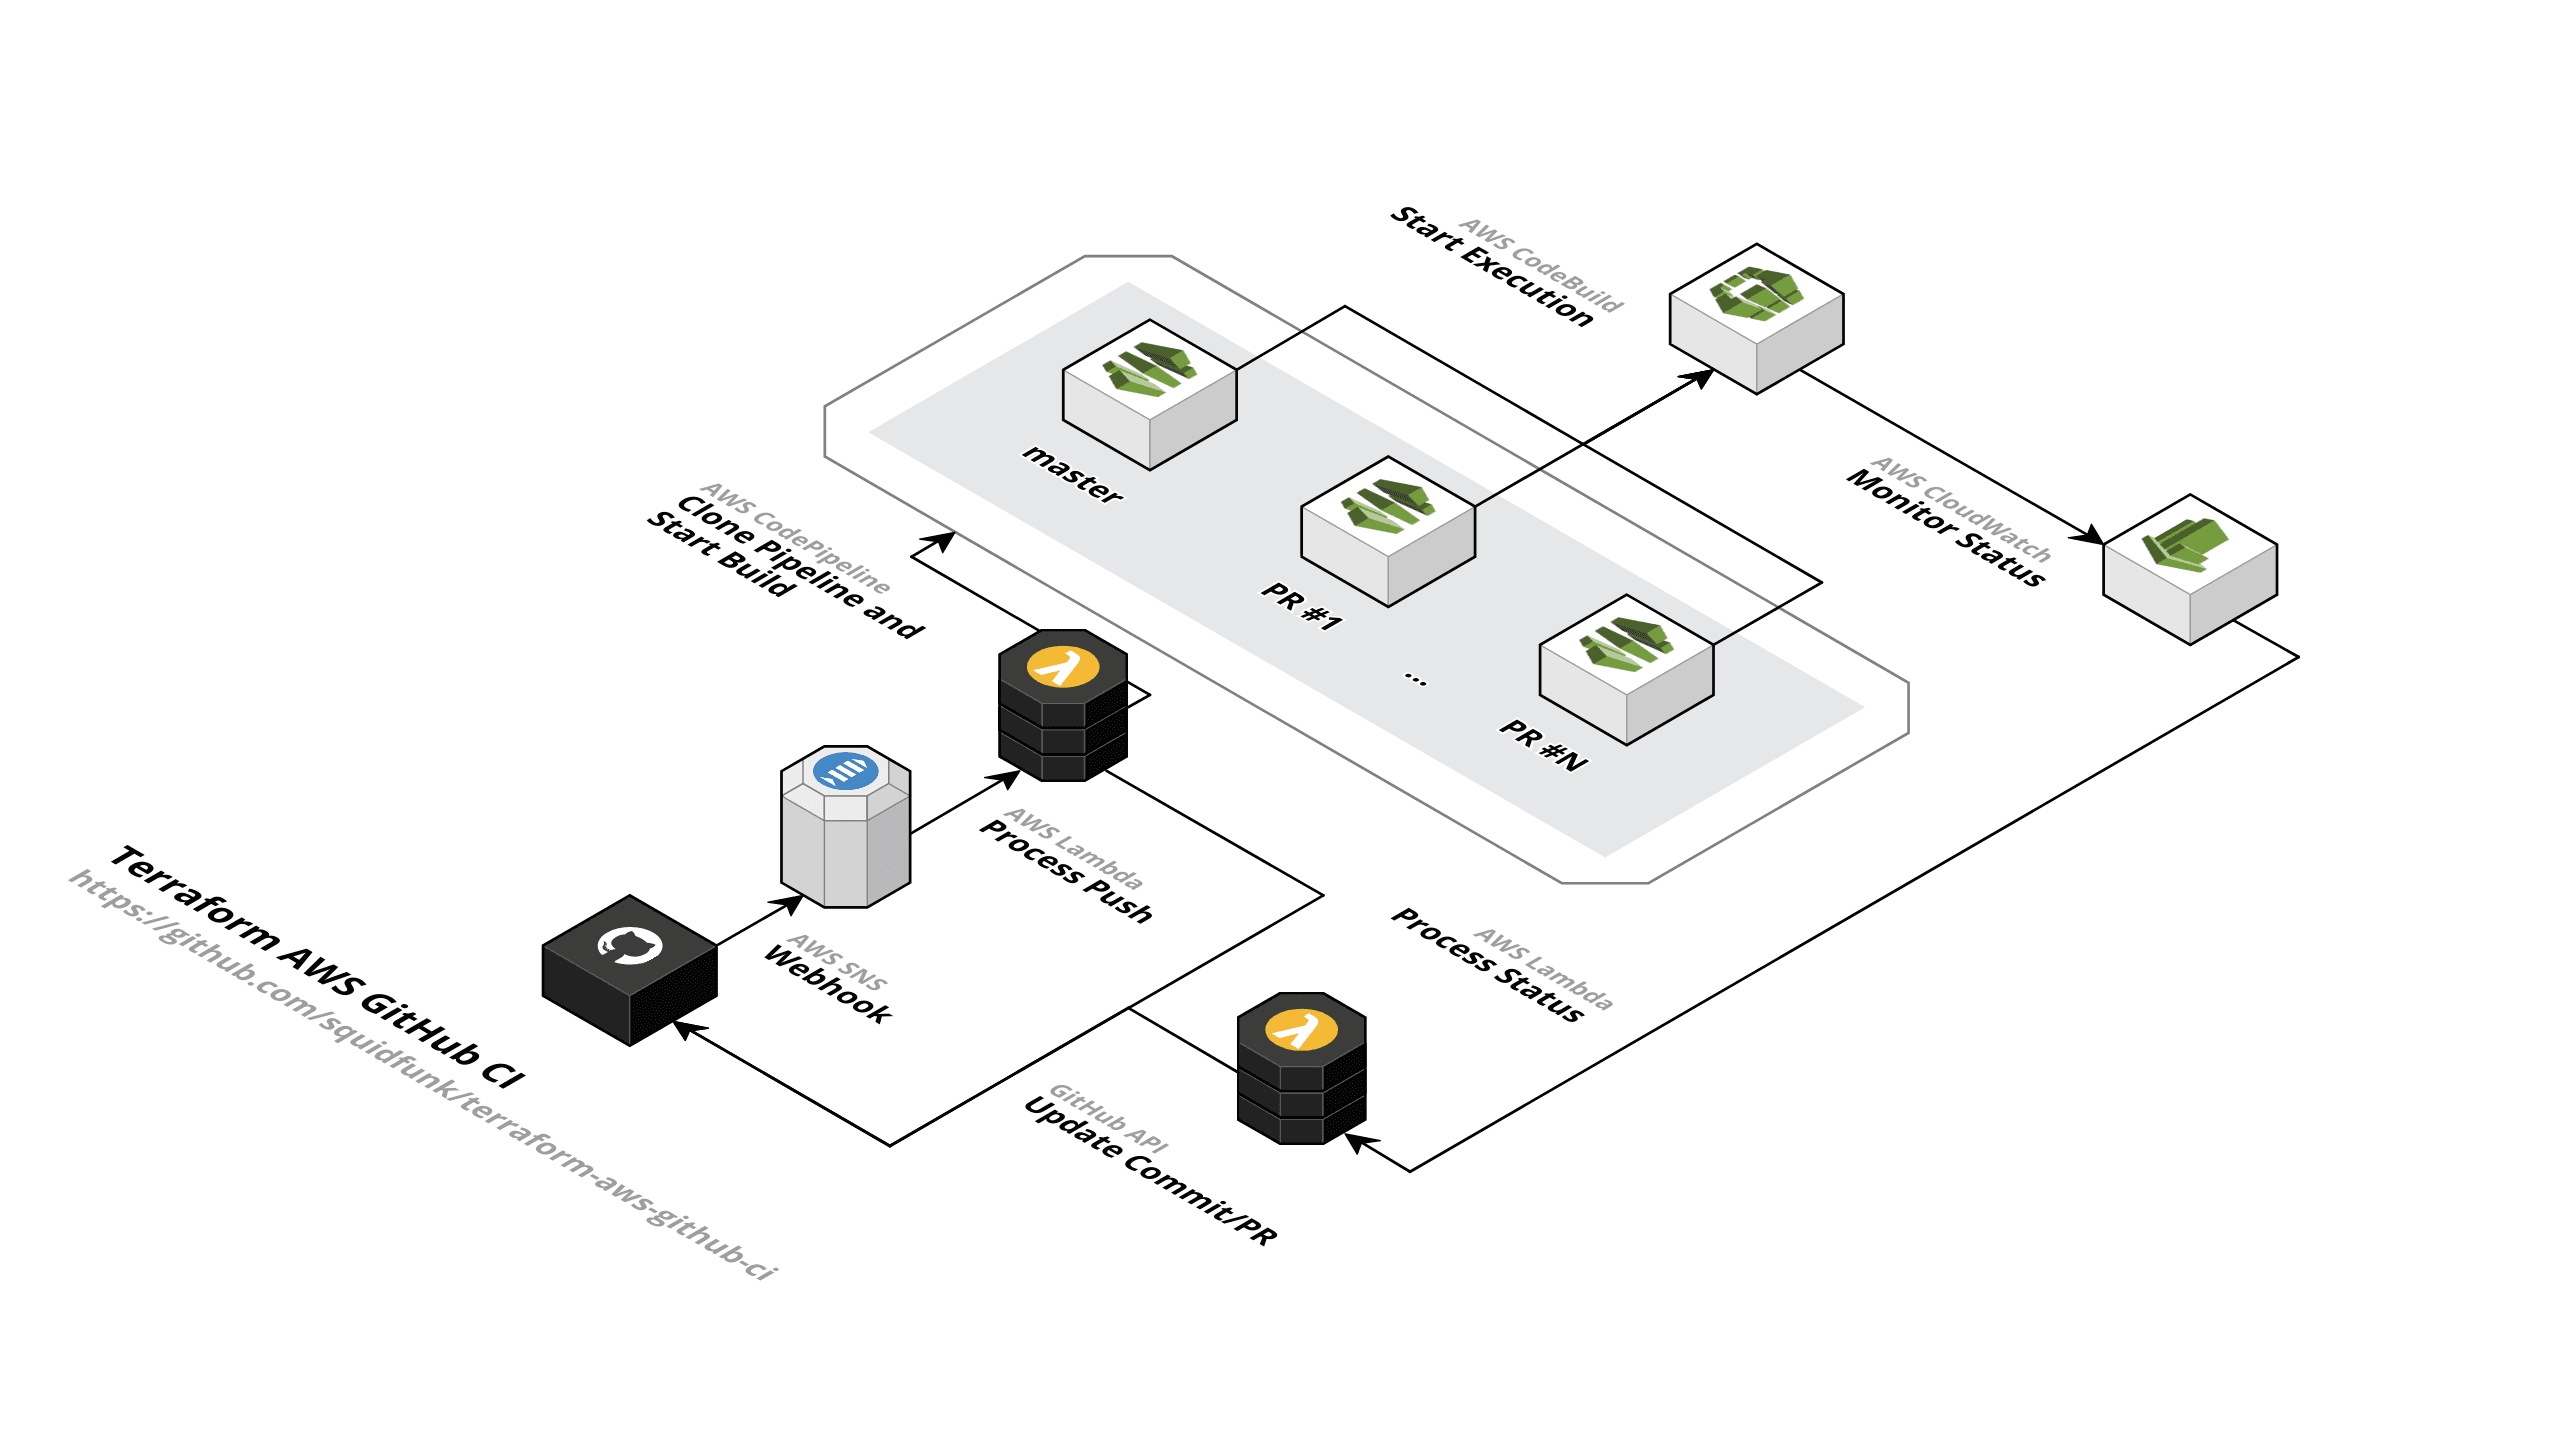 AWS CodeBuild
Start Execution
AWS CloudWatch
Monitor Status
master
PR #1
...
PR #N
AWS CodePipeline
Clone Pipeline and
Start Build
AWS Lambda
Process Push
AWS SNS
Webhook
AWS Lambda
Process Status
GitHub API
Update Commit/PR
Terraform AWS GitHub CI
https://github.com/squidfunk/terraform-aws-github-ci